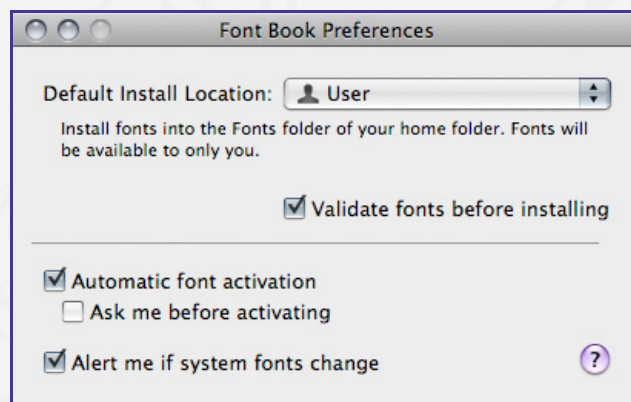 Font Book Preferences
Default Install Location: User
Install fonts into the Fonts folder of your home folder. Fonts will
be available to only you.
Validate fonts before installing
Automatic font activation
Ask me before activating
Alert me if system fonts change
?